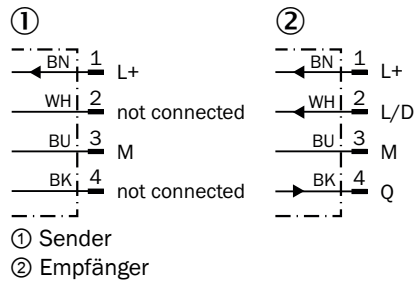 ① ②
BN 1 L+
WH 2 not connected
BU 3 M
BK 4 not connected
BN 1 L+
WH 2 L/D
BU 3 M
BK 4 Q
① Sender
② Empfänger